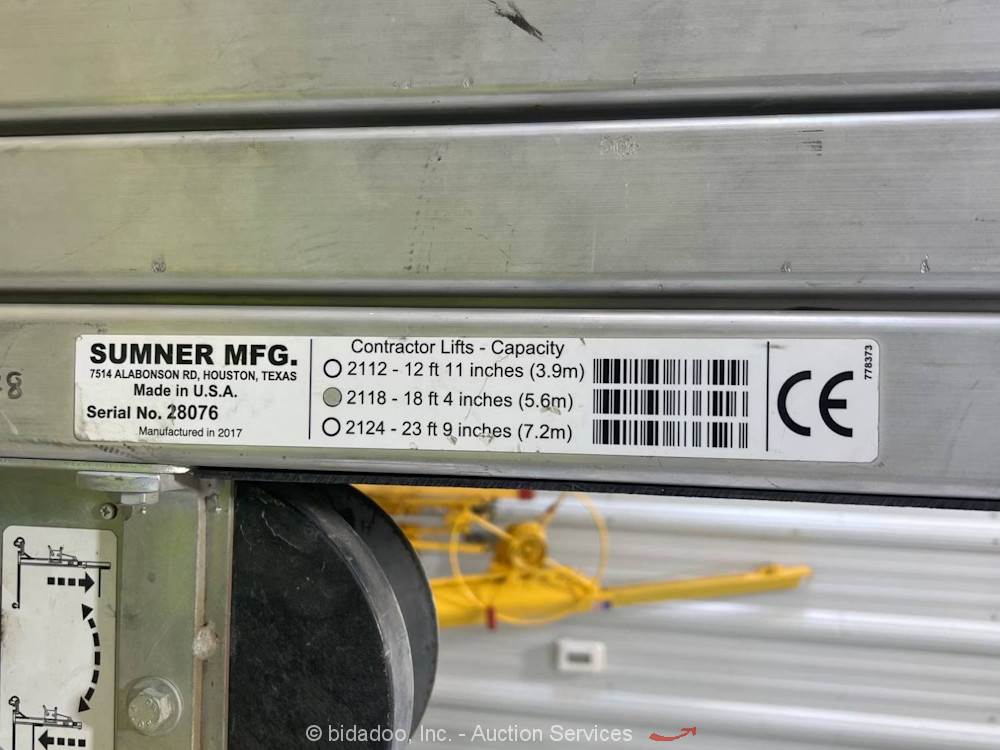 SUMNER MFG.
7514 ALABONSON RD, HOUSTON, TEXAS
Made in U.S.A.
Serial No. 28076
Manufactured in 2017
Contractor Lifts - Capacity
2112 - 12 ft 11 inches (3.9m)
2118 - 18 ft 4 inches (5.6m)
2124 - 23 ft 9 inches (7.2m)
CE
778373
© bidadoo, Inc. - Auction Services